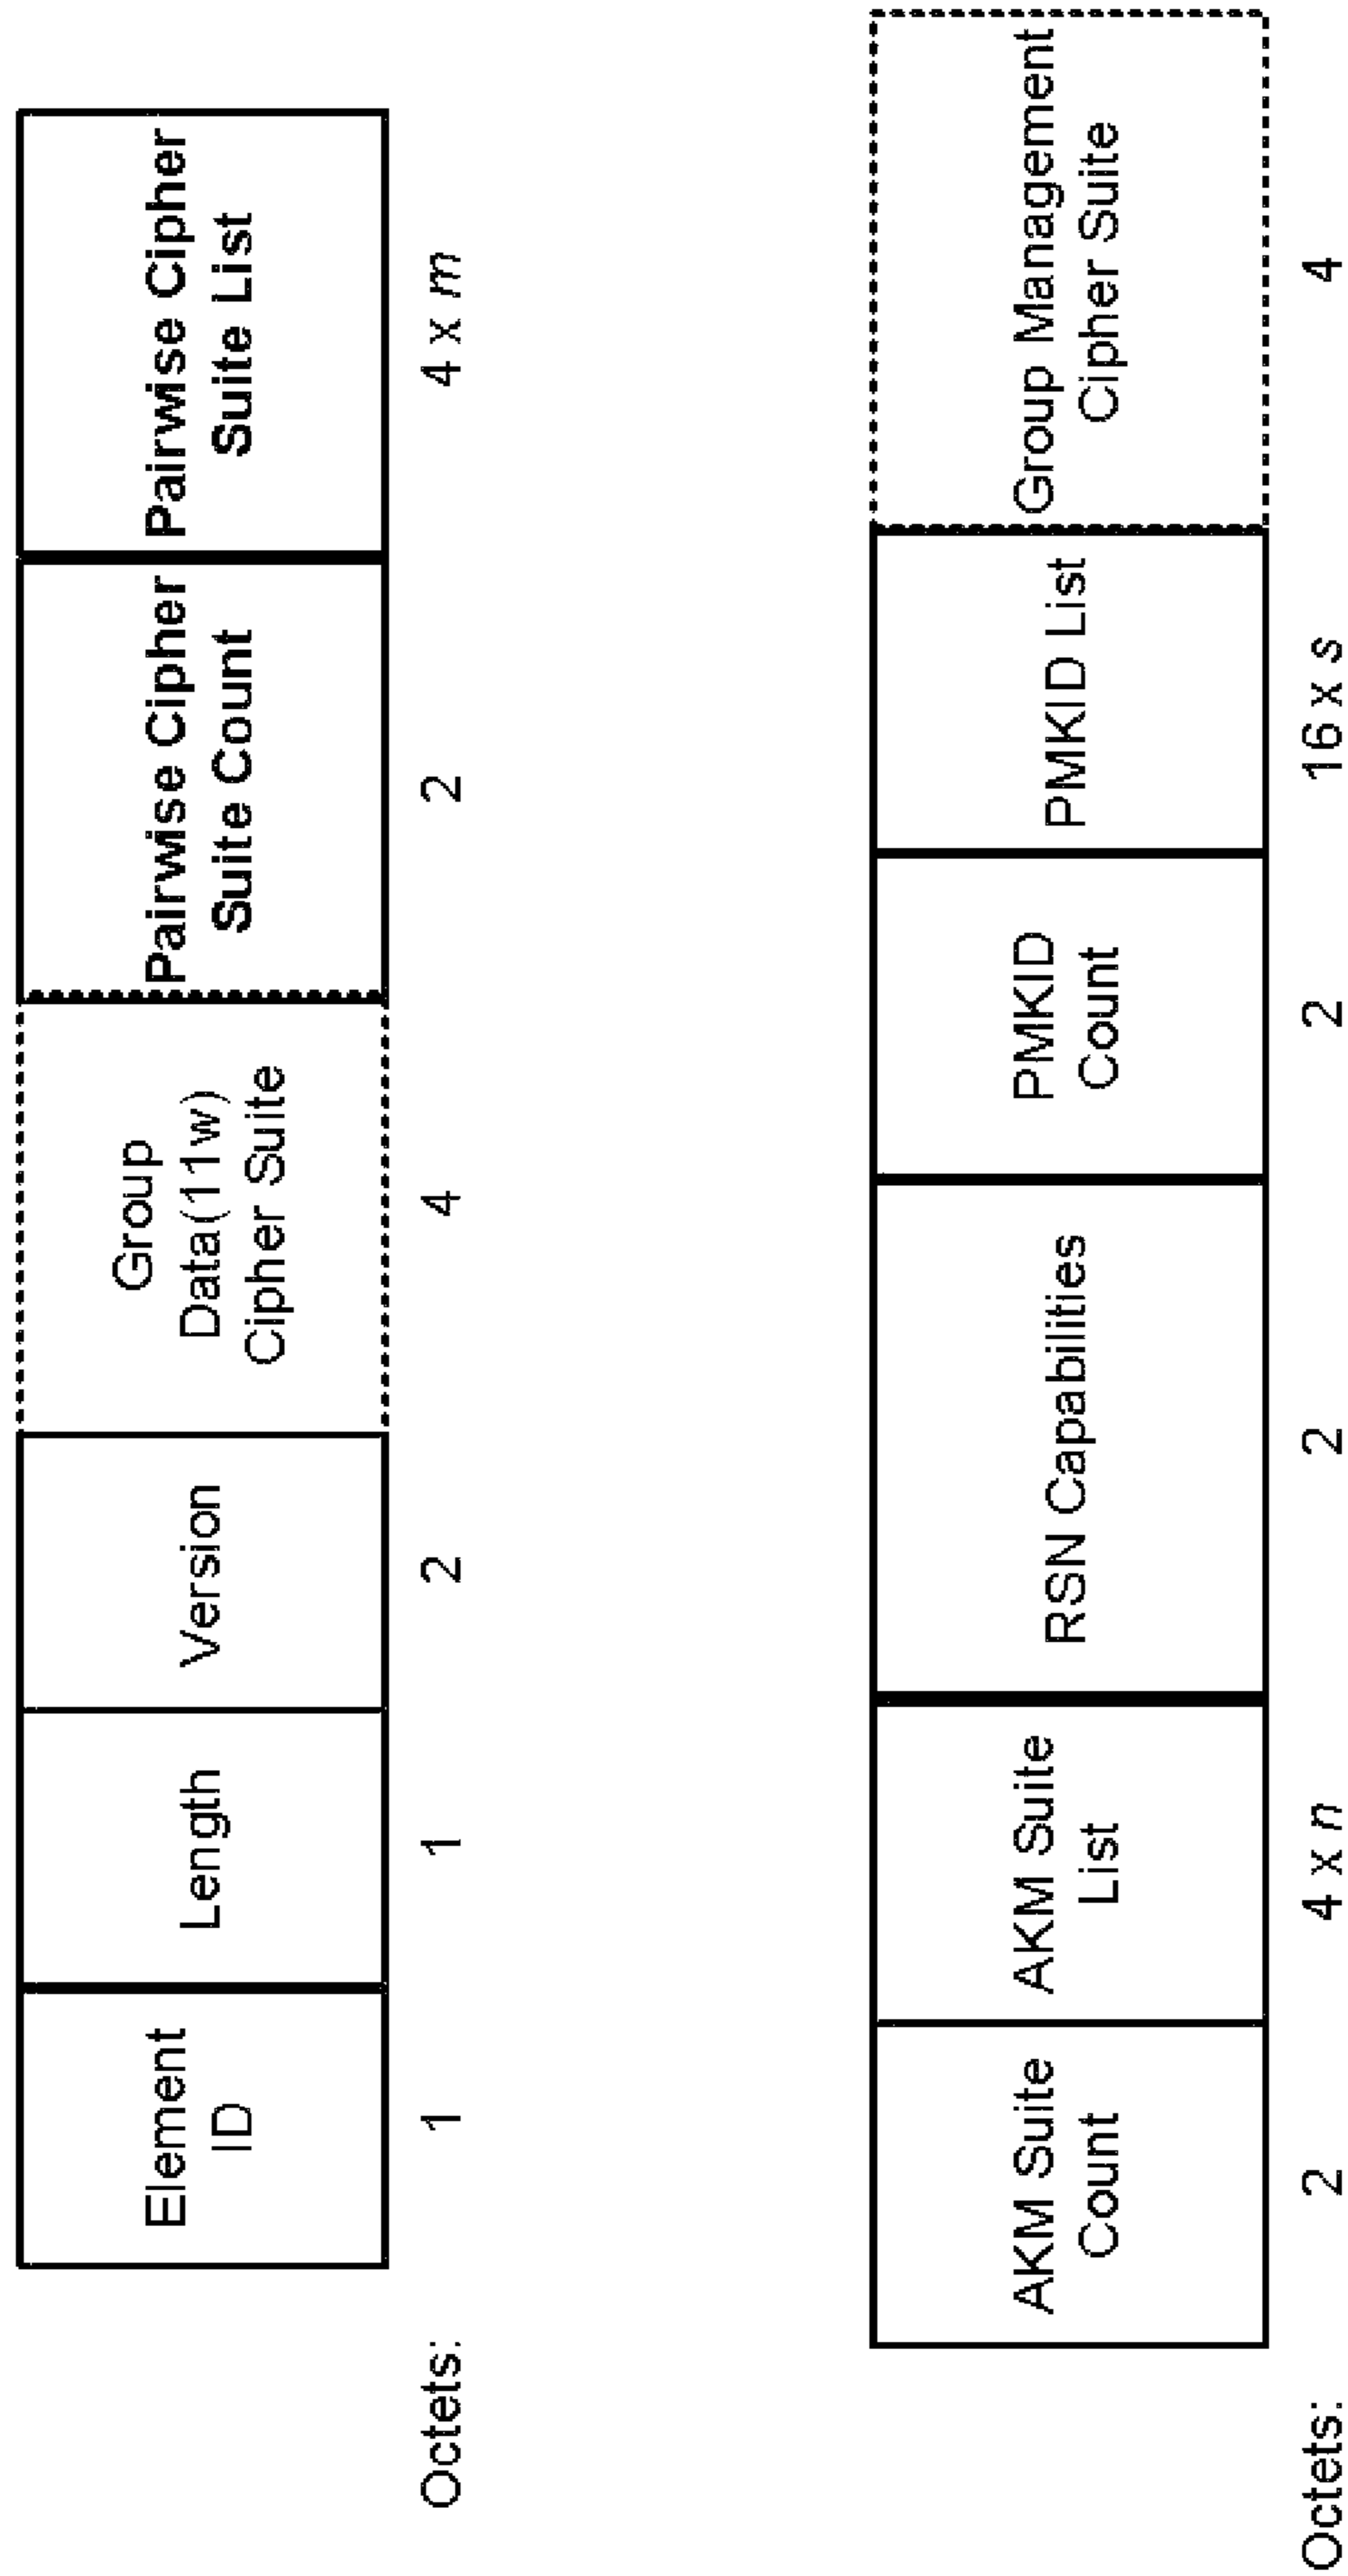 Element
ID
Length
Version
Group
Data(11w)
Cipher Suite
Pairwise Cipher
Suite Count
Pairwise Cipher
Suite List
Octets: 1 1 2 4 2 4 x m
AKM Suite
Count
AKM Suite
List
RSN Capabilities
PMKID
Count
PMKID List
Group Management
Cipher Suite
Octets: 2 4 x n 2 2 16 x s 4